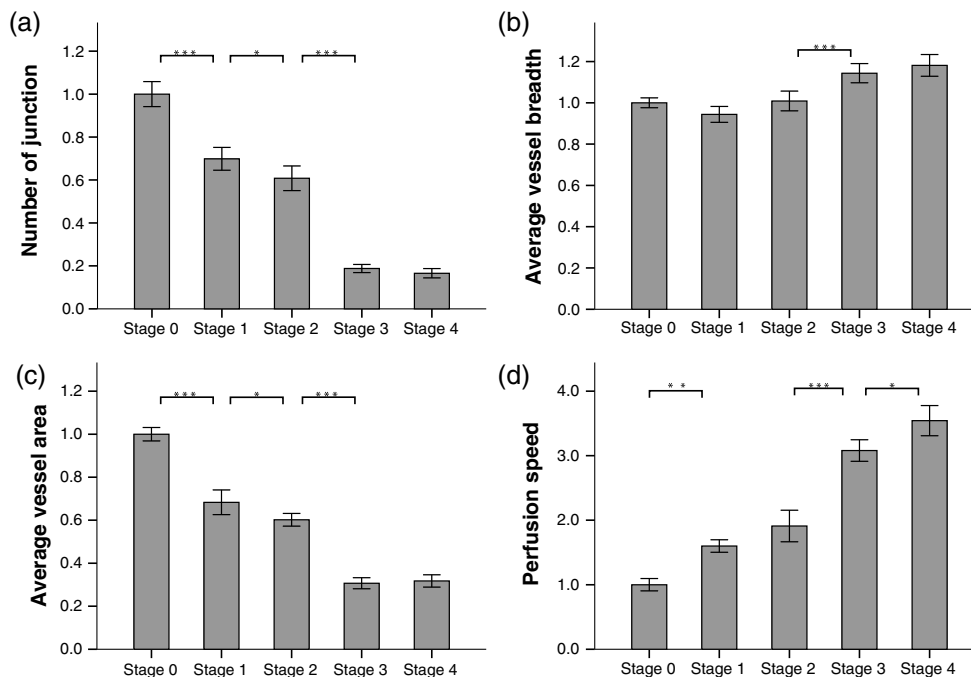 (a)
Number of junction
1.2
1.0
0.8
0.6
0.4
0.2
0.0
*** * ***
Stage 0 Stage 1 Stage 2 Stage 3 Stage 4
(b)
Average vessel breadth
1.2
1.0
0.8
0.6
0.4
0.2
0.0
***
Stage 0 Stage 1 Stage 2 Stage 3 Stage 4
(c)
Average vessel area
1.2
1.0
0.8
0.6
0.4
0.2
0.0
*** * ***
Stage 0 Stage 1 Stage 2 Stage 3 Stage 4
(d)
Perfusion speed
4.0
3.0
2.0
1.0
0.0
* * *** *
Stage 0 Stage 1 Stage 2 Stage 3 Stage 4